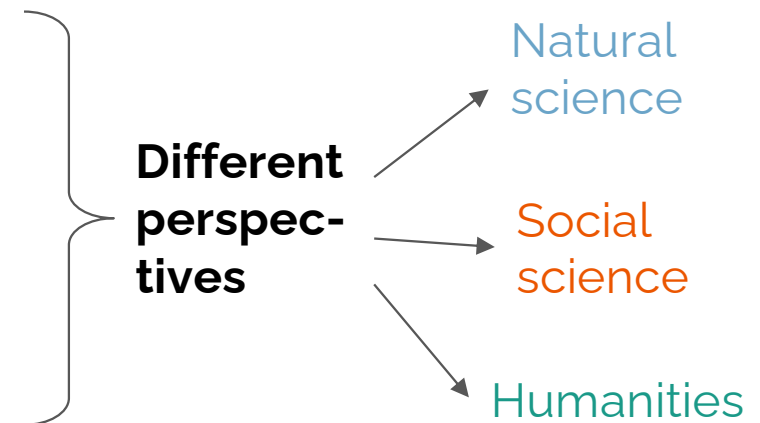 Natural
science
Different
perspec-
tives
Social
science
Humanities